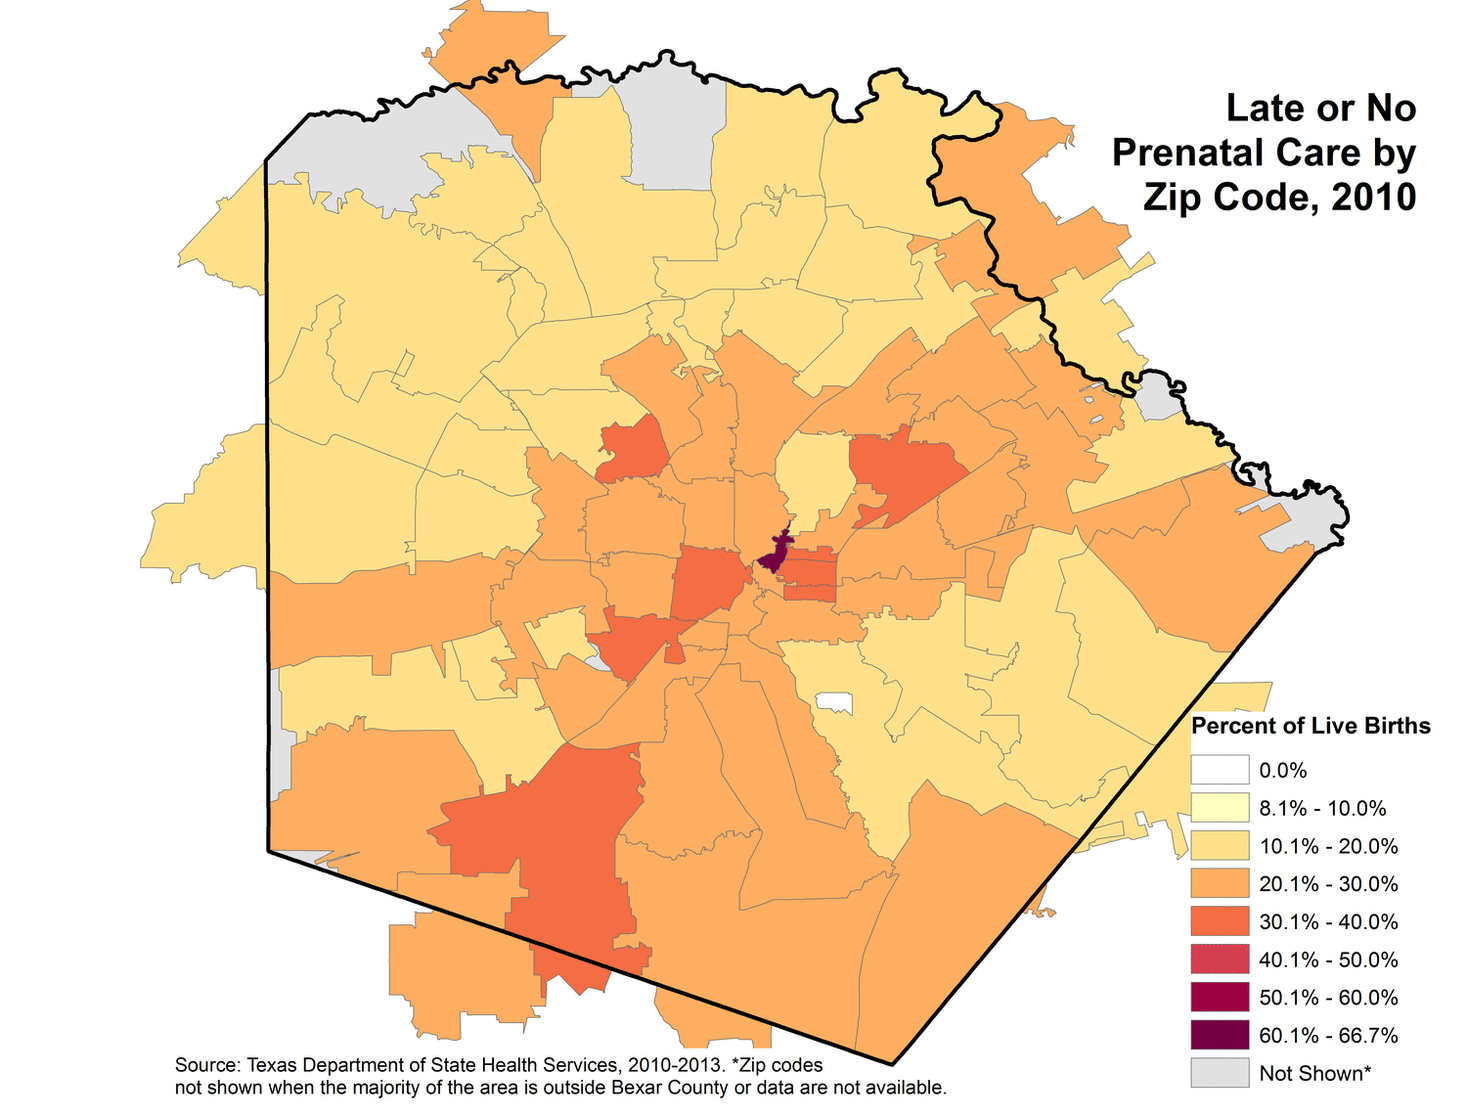 Late or No
Prenatal Care by
Zip Code, 2010
Percent of Live Births
0.0%
8.1% - 10.0%
10.1% - 20.0%
20.1% - 30.0%
30.1% - 40.0%
40.1% - 50.0%
50.1% - 60.0%
60.1% - 66.7%
Not Shown*
Source: Texas Department of State Health Services, 2010-2013. *Zip codes
not shown when the majority of the area is outside Bexar County or data are not available.